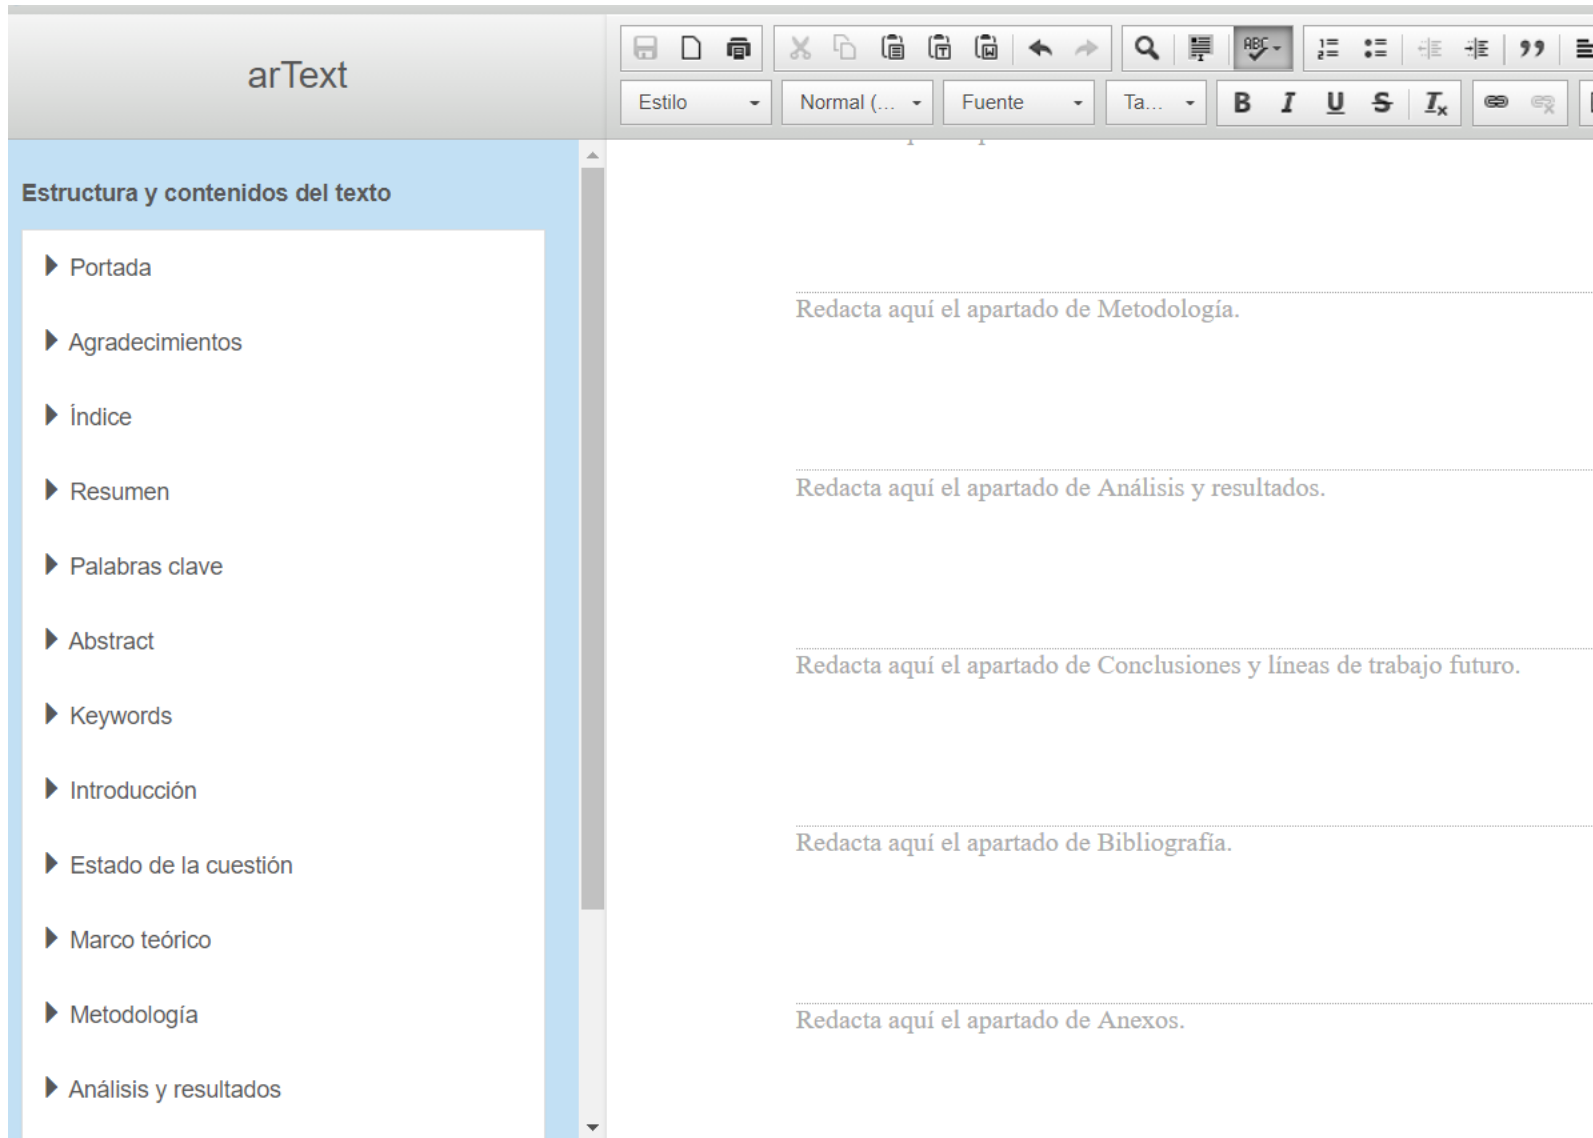 arText
Estilo
Normal (...
Fuente
Ta...
B I U S Tx
Estructura y contenidos del texto
Portada
Agradecimientos
Índice
Resumen
Palabras clave
Abstract
Keywords
Introducción
Estado de la cuestión
Marco teórico
Metodología
Análisis y resultados
Redacta aquí el apartado de Metodología.
Redacta aquí el apartado de Análisis y resultados.
Redacta aquí el apartado de Conclusiones y líneas de trabajo futuro.
Redacta aquí el apartado de Bibliografía.
Redacta aquí el apartado de Anexos.